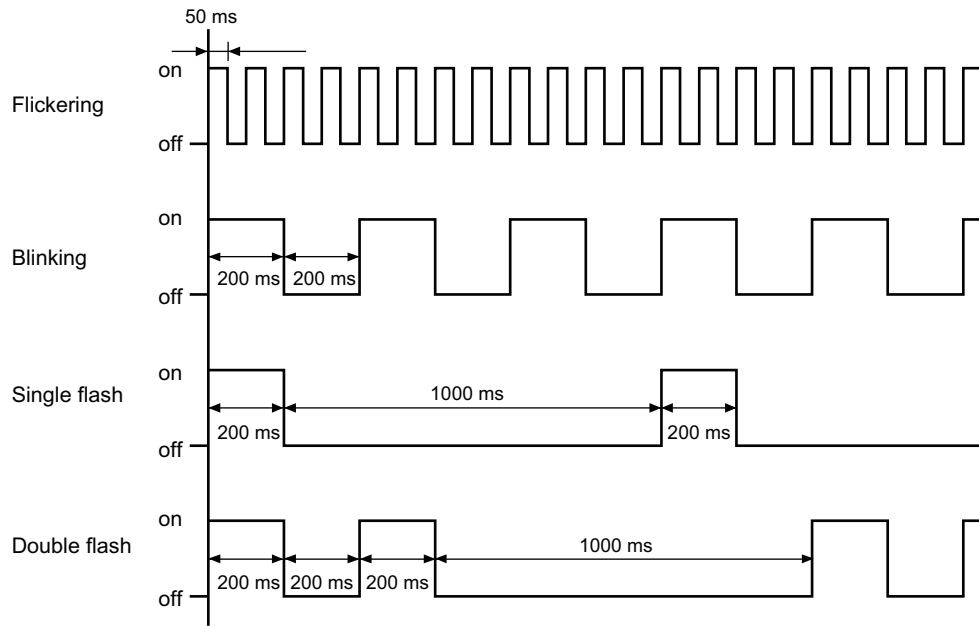 50 ms
on
Flickering
off
on
Blinking
200 ms 200 ms
off
on
Single flash
1000 ms
200 ms 200 ms
off
on
Double flash
1000 ms
200 ms 200 ms 200 ms
off